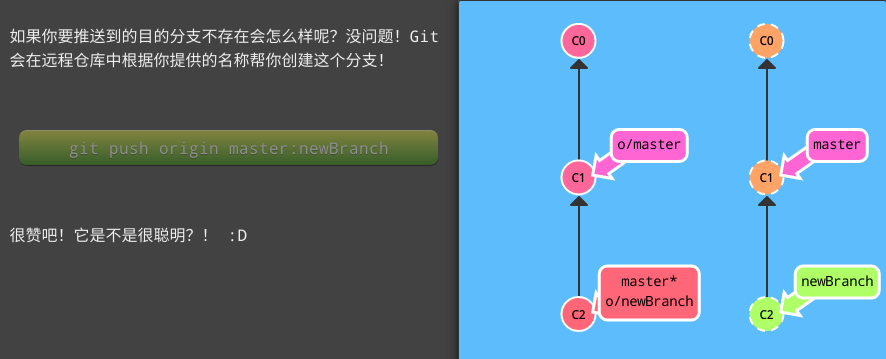 如果你要推送到的目的分支不存在会怎么样呢？没问题！Git
会在远程仓库中根据你提供的名称帮你创建这个分支！
git push origin master:newBranch
很赞吧！它是不是很聪明？！ :D
C0
C0
o/master
master
C1
C1
master*
o/newBranch
newBranch
C2
C2